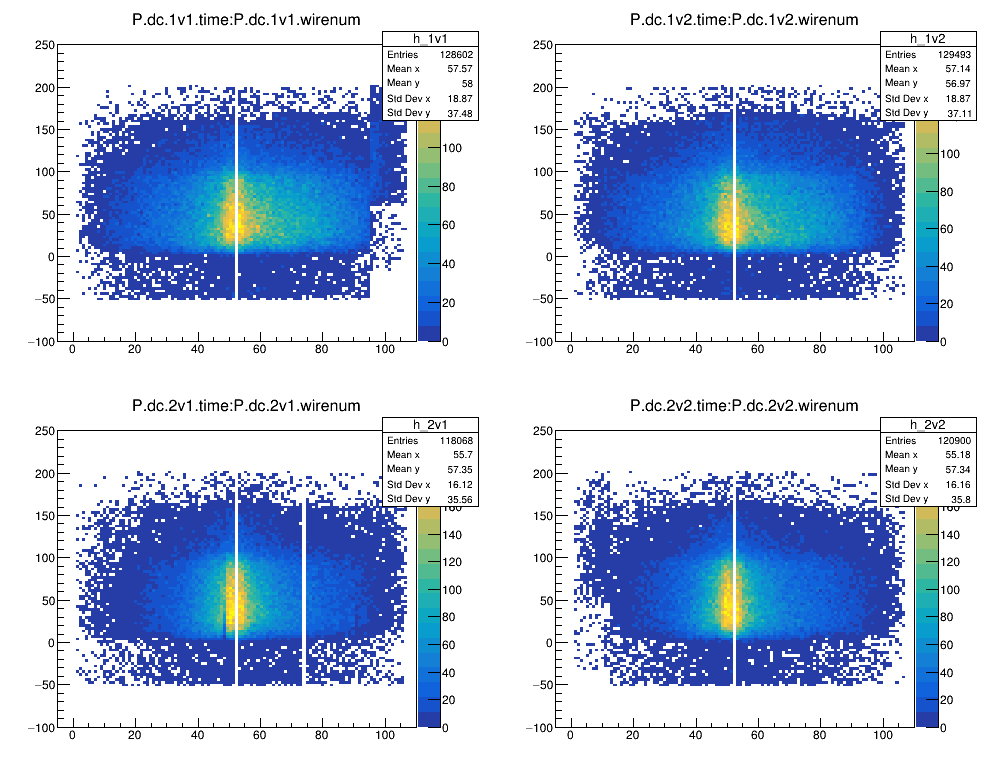 P.dc.1v1.time:P.dc.1v1.wirenum
h_1v1
Entries 128602
Mean x 57.57
Mean y 58
Std Dev x 18.87
Std Dev y 37.48
250
200
150
100
50
0
−50
−100
0 20 40 60 80 100
100
80
60
40
20
0
P.dc.1v2.time:P.dc.1v2.wirenum
h_1v2
Entries 129493
Mean x 57.14
Mean y 56.97
Std Dev x 18.87
Std Dev y 37.11
250
200
150
100
50
0
−50
−100
0 20 40 60 80 100
100
80
60
40
20
0
P.dc.2v1.time:P.dc.2v1.wirenum
h_2v1
Entries 118068
Mean x 55.7
Mean y 57.35
Std Dev x 16.12
Std Dev y 35.56
250
200
150
100
50
0
−50
−100
0 20 40 60 80 100
160
140
120
100
80
60
40
20
0
P.dc.2v2.time:P.dc.2v2.wirenum
h_2v2
Entries 120900
Mean x 55.18
Mean y 57.34
Std Dev x 16.16
Std Dev y 35.8
250
200
150
100
50
0
−50
−100
0 20 40 60 80 100
160
140
120
100
80
60
40
20
0